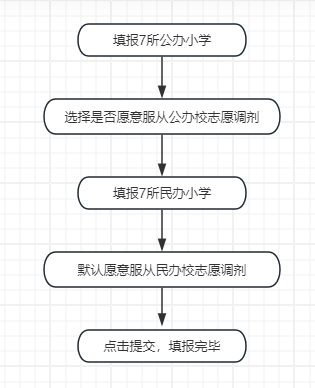 填报7所公办小学
选择是否愿意服从公办校志愿调剂
填报7所民办小学
默认愿意服从民办校志愿调剂
点击提交，填报完毕